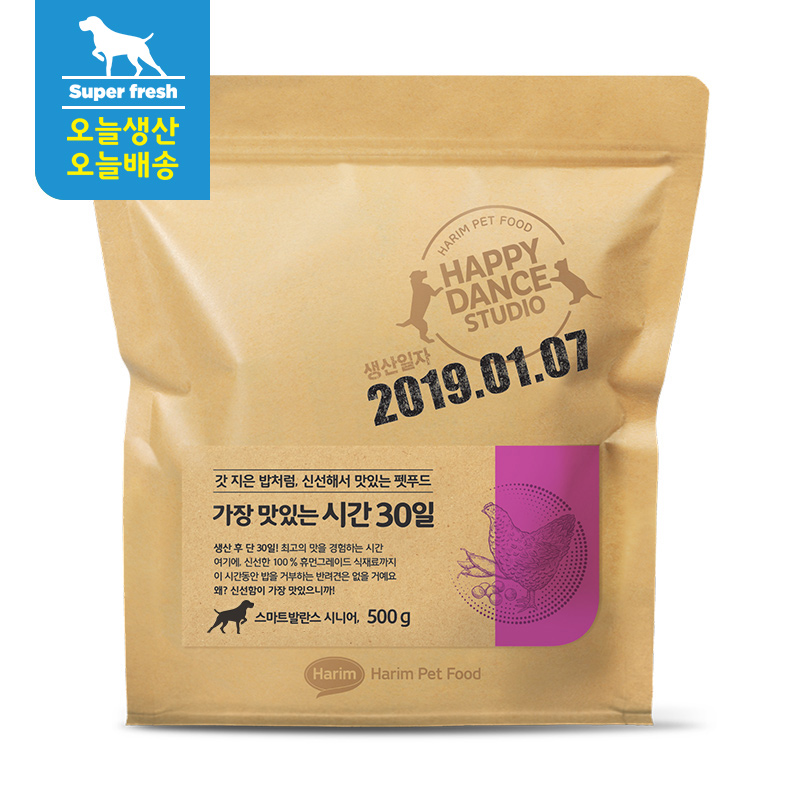 Super fresh
오늘생산
오늘배송
HARIM PET FOOD
HAPPY
DANCE
STUDIO
생산일자
2019.01.07
갓 지은 밥처럼, 신선해서 맛있는 펫푸드
가장 맛있는 시간 30일
생산 후 단 30일! 최고의 맛을 경험하는 시간
여기에, 신선한 100% 휴먼그레이드 식재료까지
이 시간동안 밥을 거부하는 반려견은 없을 거예요
왜? 신선함이 가장 맛있으니까!
스마트발란스 시니어, 500g
Harim Harim Pet Food